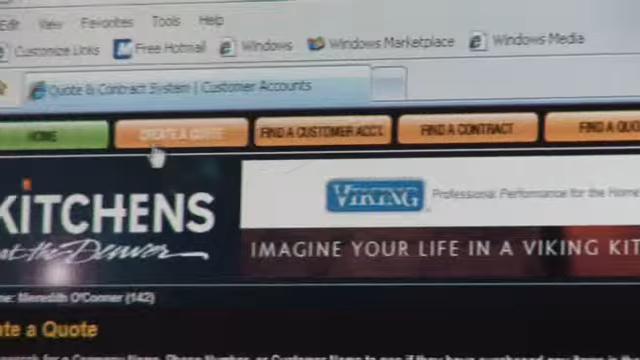 Edit View Favorites Tools Help
Customize Links Free Hotmail Windows Windows Marketplace Windows Media
Quote & Contract System | Customer Accounts
HOME CREATE A QUOTE FIND A CUSTOMER ACCT. FIND A CONTRACT FIND A QUO
KITCHENS
at the Denver
VIKING Professional Performance for the Home
IMAGINE YOUR LIFE IN A VIKING KIT
me: Meredith O'Conner (142)
ate a Quote